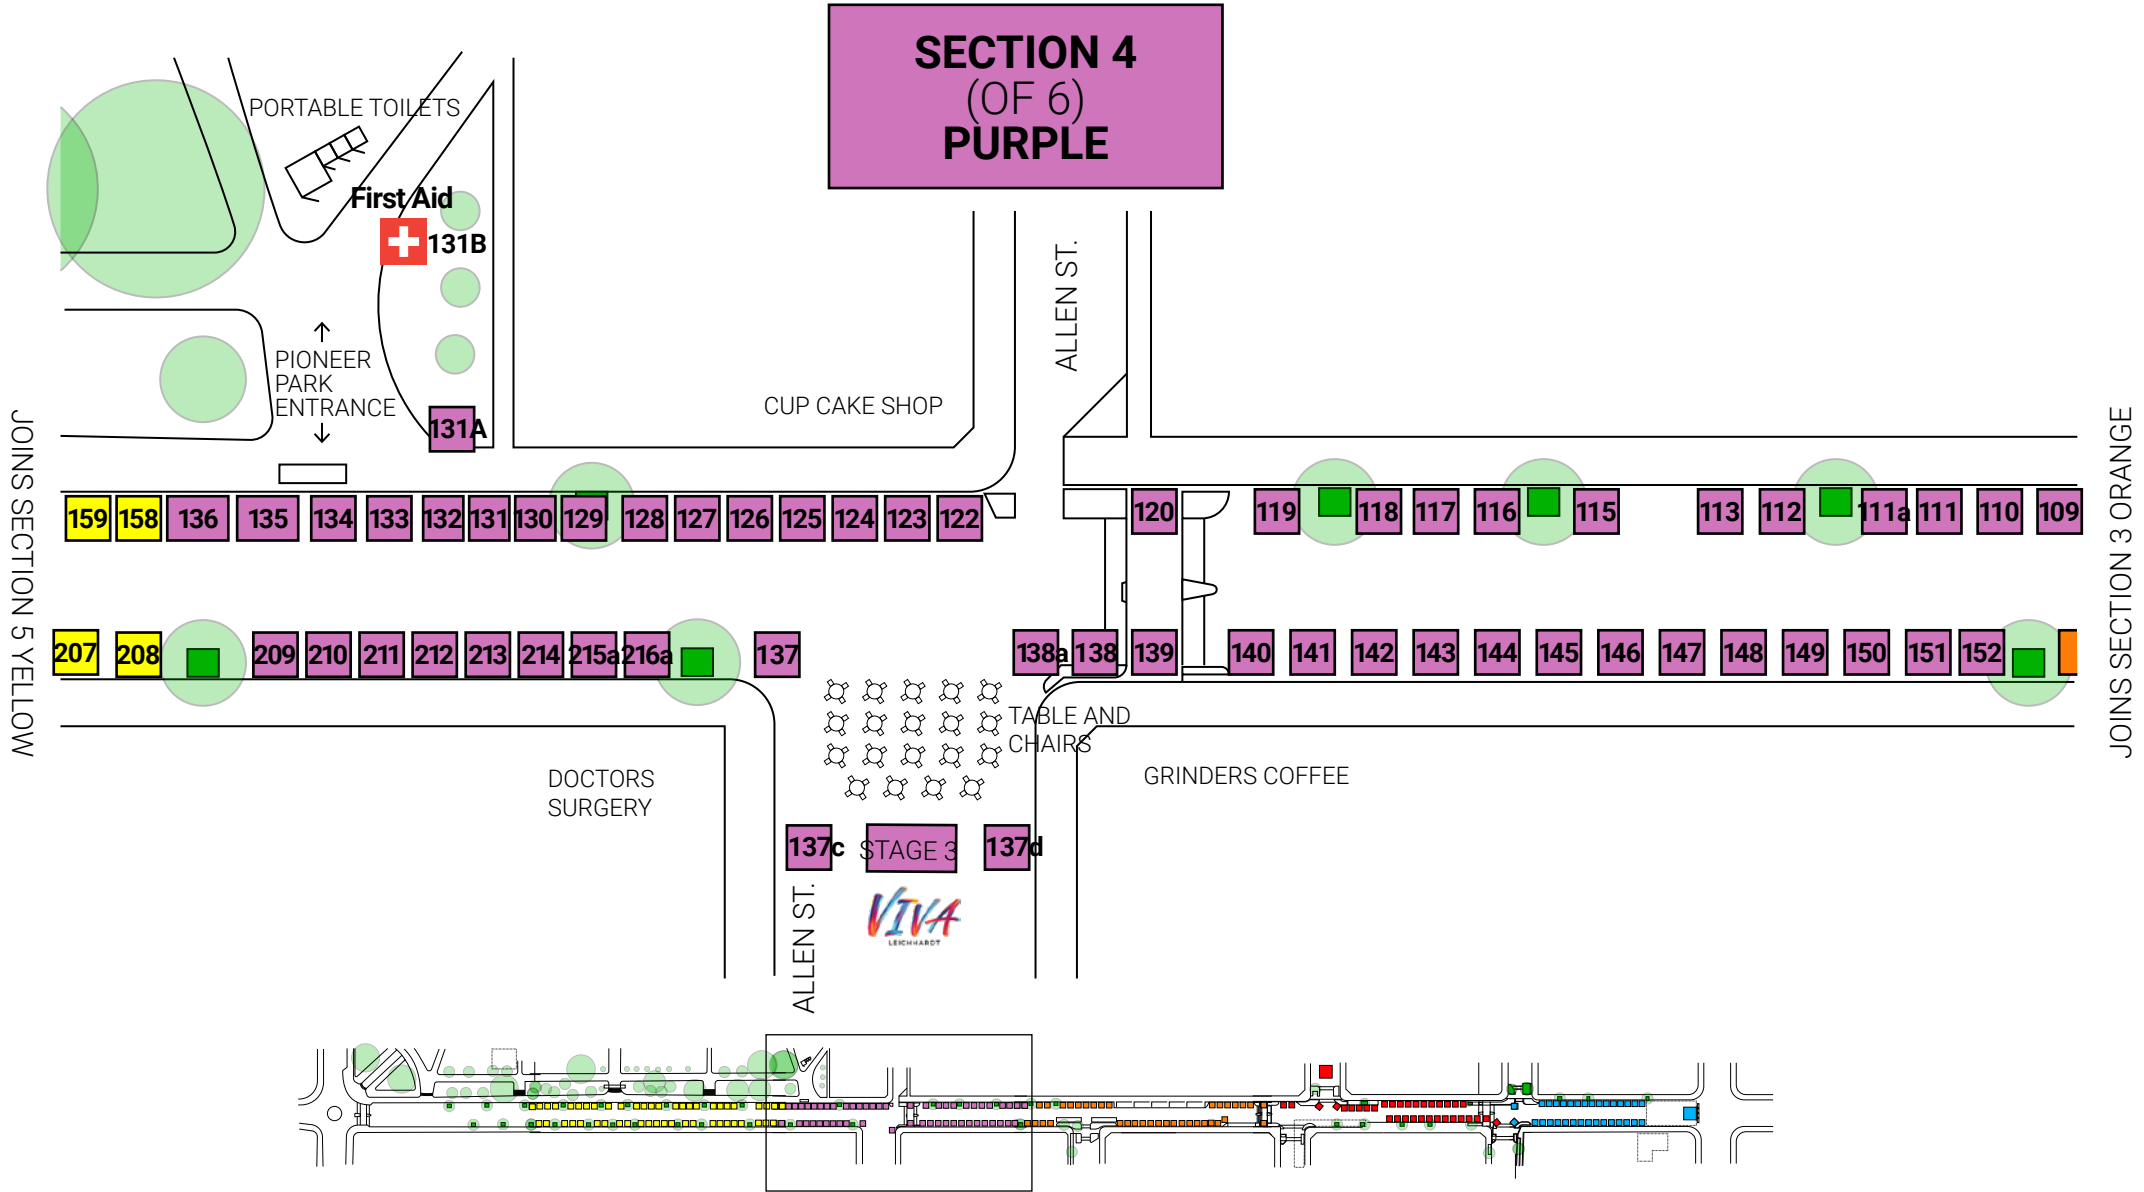 SECTION 4
(OF 6)
PURPLE
PORTABLE TOILETS
First Aid
131B
ALLEN ST.
PIONEER
PARK
ENTRANCE
131A
CUP CAKE SHOP
JOINS SECTION 5 YELLOW
JOINS SECTION 3 ORANGE
159 158 136 135 134 133 132 131 130 129 128 127 126 125 124 123 122
120 119 118 117 116 115 113 112 111a 111 110 109
207 208 209 210 211 212 213 214 215a 216a 137
138a 138 139 140 141 142 143 144 145 146 147 148 149 150 151 152
TABLE AND
CHAIRS
DOCTORS
SURGERY
GRINDERS COFFEE
137c STAGE 3 137d
VIVA
LEICHHARDT
ALLEN ST.